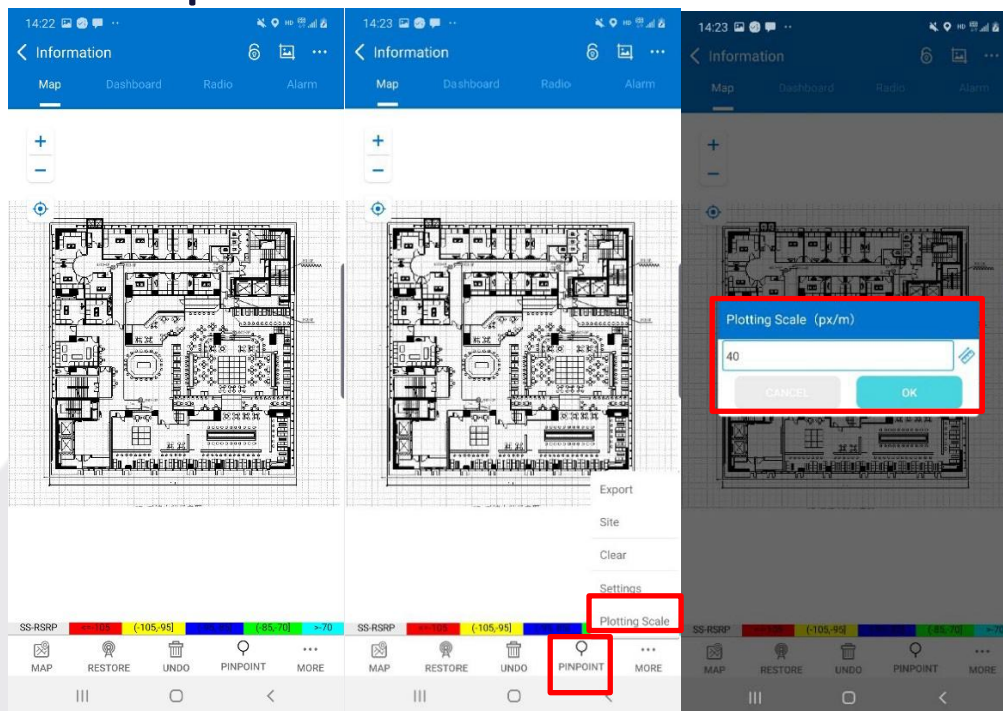 14:22
Information
Map Dashboard Radio Alarm
+
−
SS-RSRP <=-105 (-105,-95] (-85,-70] >-70
MAP RESTORE UNDO PINPOINT MORE
14:23
Information
Map Dashboard Radio Alarm
+
−
Export
Site
Clear
Settings
Plotting Scale
SS-RSRP <=-105 (-105,-95]
MAP RESTORE UNDO PINPOINT MORE
14:23
Information
Map Dashboard Radio Alarm
+
−
Plotting Scale (px/m)
40
CANCEL OK
SS-RSRP (-105,-95] (-85,-70]
MAP RESTORE UNDO PINPOINT MORE